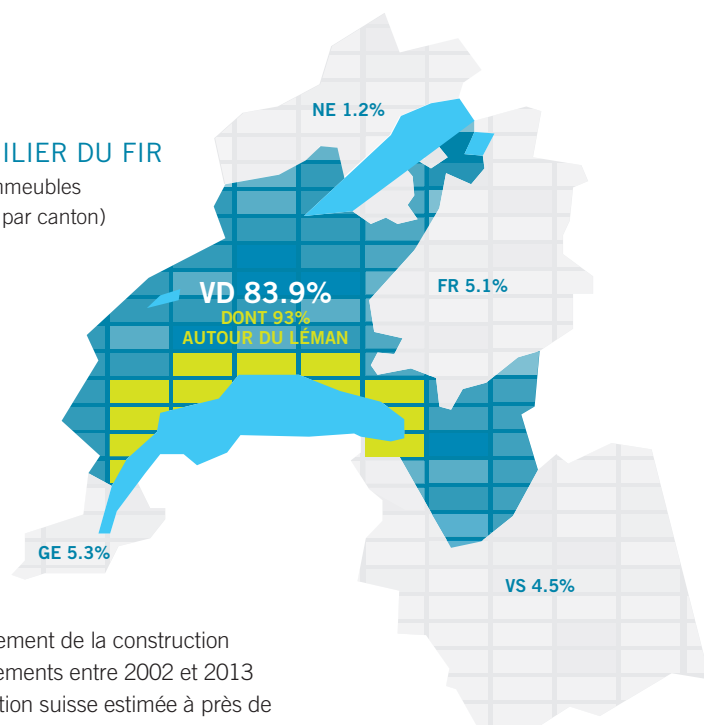 NE 1.2%
ILIER DU FIR
mmeubles
par canton)
FR 5.1%
VD 83.9%
DONT 93%
AUTOUR DU LÉMAN
GE 5.3%
VS 4.5%
ement de la construction
ements entre 2002 et 2013
tion suisse estimée à près de